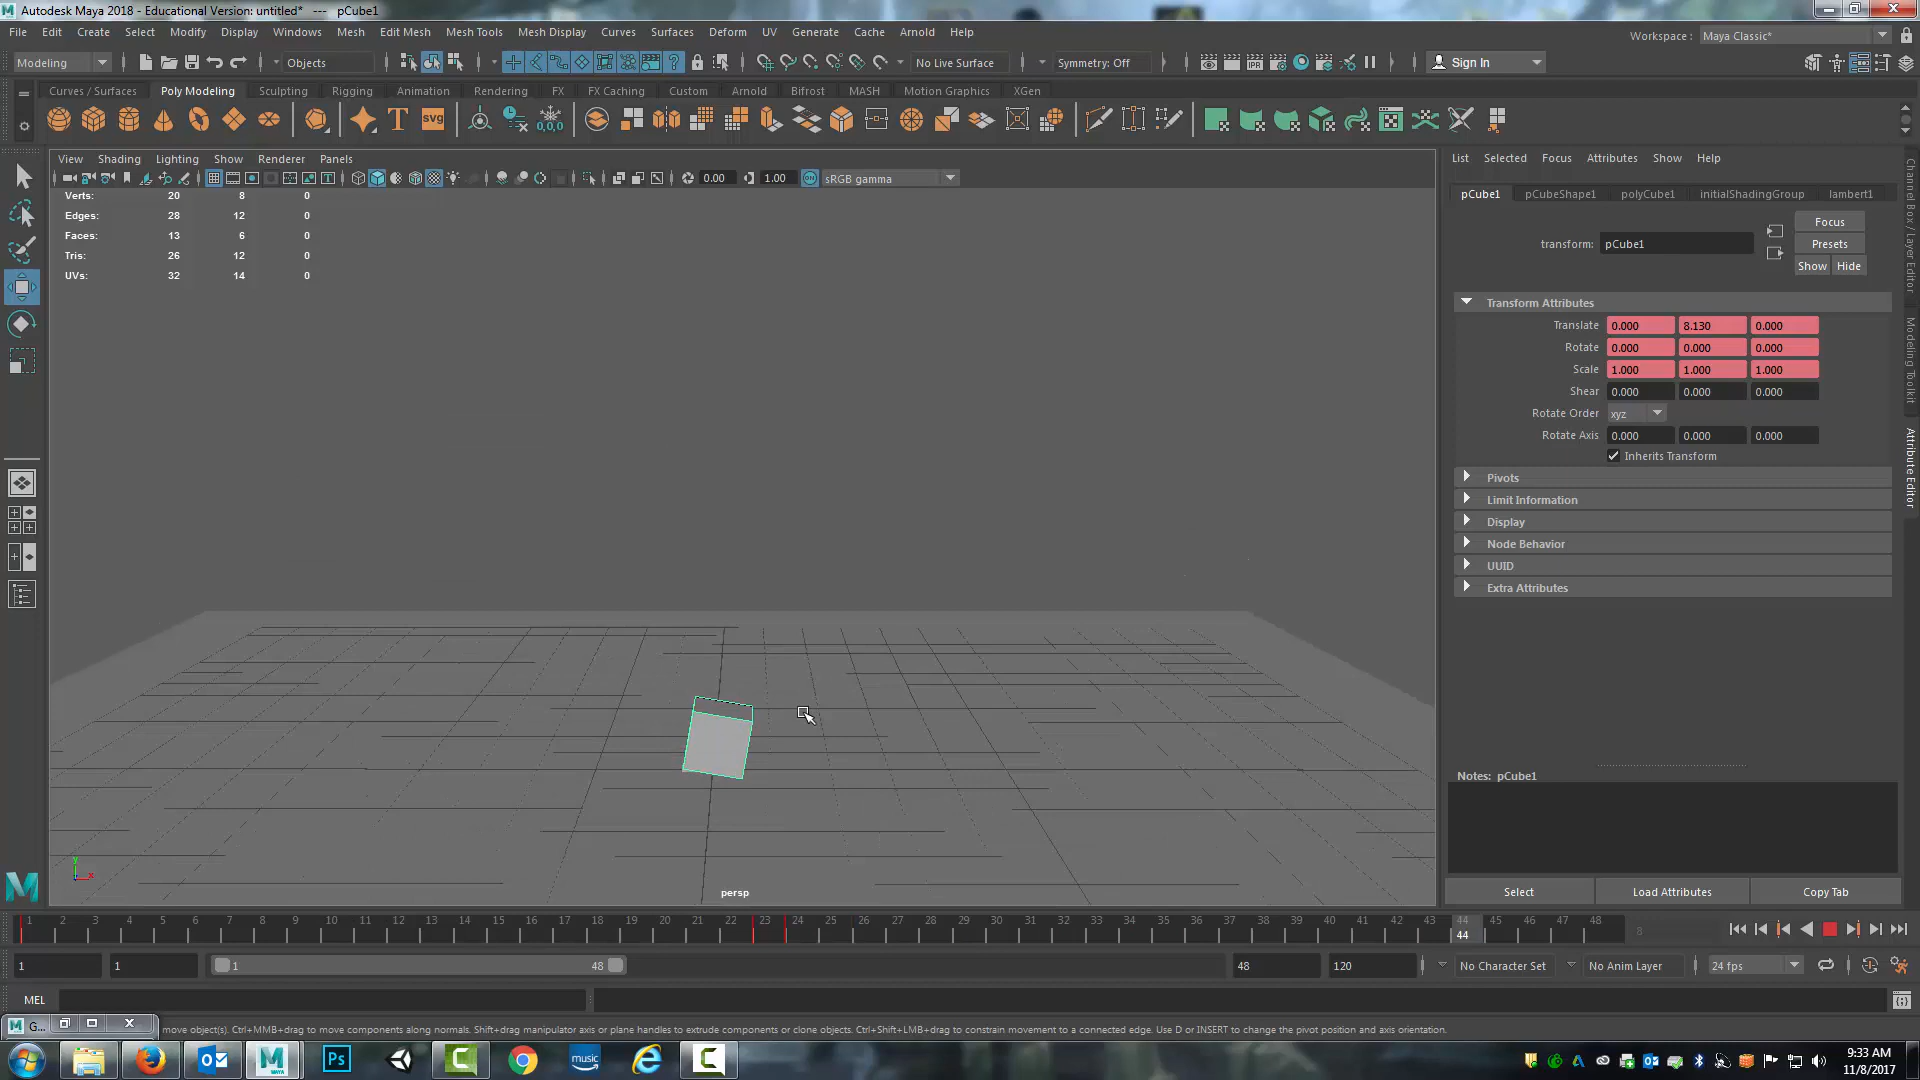 Autodesk Maya 2018 - Educational Version: untitled* --- pCube1
File Edit Create Select Modify Display Windows Mesh Edit Mesh Mesh Tools Mesh Display Curves Surfaces Deform UV Generate Cache Arnold Help
Workspace : Maya Classic*
Modeling Objects No Live Surface Symmetry: Off Sign In
Curves / Surfaces Poly Modeling Sculpting Rigging Animation Rendering FX FX Caching Custom Arnold Bifrost MASH Motion Graphics XGen
T svg 0,0,0
View Shading Lighting Show Renderer Panels
0.00 1.00 sRGB gamma
Verts: 20 8 0
Edges: 28 12 0
Faces: 13 6 0
Tris: 26 12 0
UVs: 32 14 0
y
x
persp
List Selected Focus Attributes Show Help
pCube1 pCubeShape1 polyCube1 initialShadingGroup lambert1
transform: pCube1
Focus
Presets
Show Hide
Transform Attributes
Translate 0.000 8.130 0.000
Rotate 0.000 0.000 0.000
Scale 1.000 1.000 1.000
Shear 0.000 0.000 0.000
Rotate Order xyz
Rotate Axis 0.000 0.000 0.000
Inherits Transform
Pivots
Limit Information
Display
Node Behavior
UUID
Extra Attributes
Notes: pCube1
Select Load Attributes Copy Tab
Channel Box / Layer Editor
Modeling Toolkit
Attribute Editor
1 2 3 4 5 6 7 8 9 10 11 12 13 14 15 16 17 18 19 20 21 22 23 24 25 26 27 28 29 30 31 32 33 34 35 36 37 38 39 40 41 42 43 44 45 46 47 48
44
8
1 1 1 48 48 120 No Character Set No Anim Layer 24 fps
MEL
G... move object(s). Ctrl+MMB+drag to move components along normals. Shift+drag manipulator axis or plane handles to extrude components or clone objects. Ctrl+Shift+LMB+drag to constrain movement to a connected edge. Use D or INSERT to change the pivot position and axis orientation.
MAYA Ps music
9:33 AM
11/8/2017